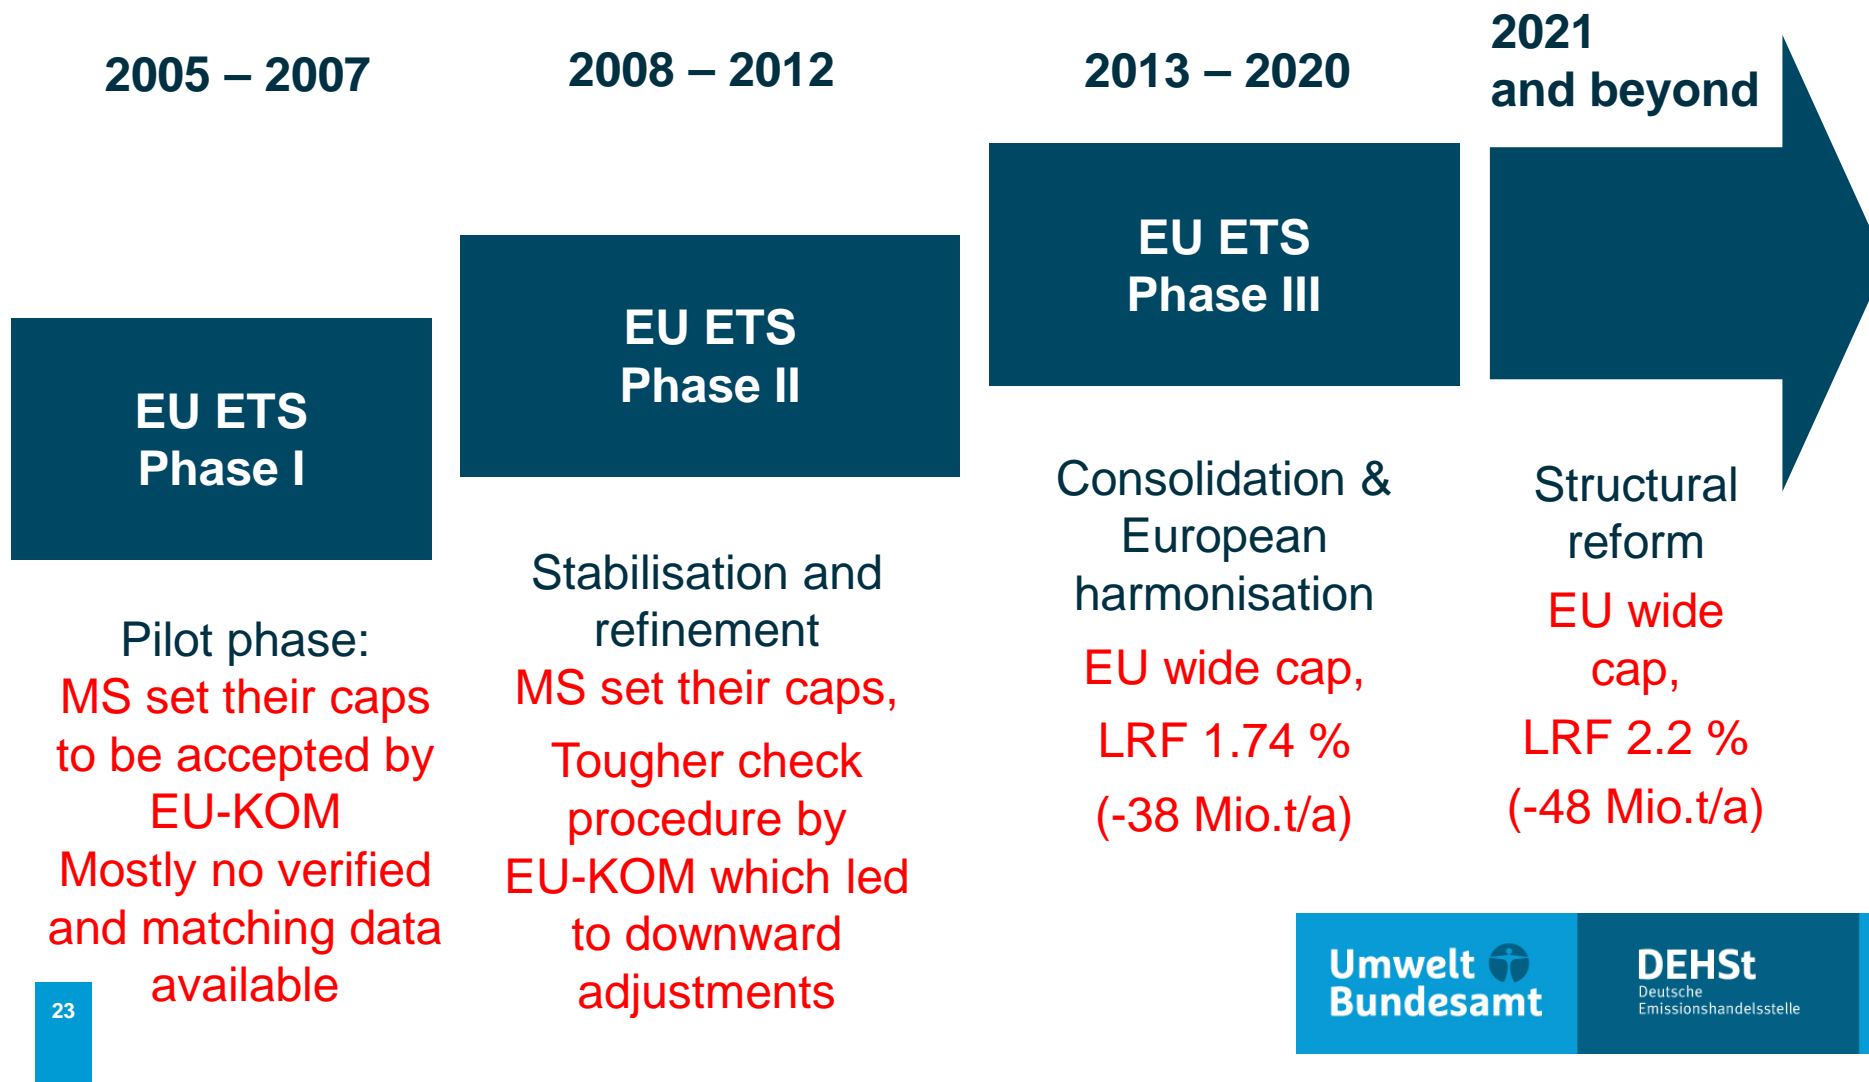 2005 – 2007
EU ETS
Phase I
Pilot phase:
MS set their caps
to be accepted by
EU-KOM
Mostly no verified
and matching data
available
2008 – 2012
EU ETS
Phase II
Stabilisation and
refinement
MS set their caps,
Tougher check
procedure by
EU-KOM which led
to downward
adjustments
2013 – 2020
EU ETS
Phase III
Consolidation &
European
harmonisation
EU wide cap,
LRF 1.74 %
(-38 Mio.t/a)
2021
and beyond
Structural
reform
EU wide
cap,
LRF 2.2 %
(-48 Mio.t/a)
23
Umwelt
Bundesamt
DEHSt
Deutsche
Emissionshandelsstelle